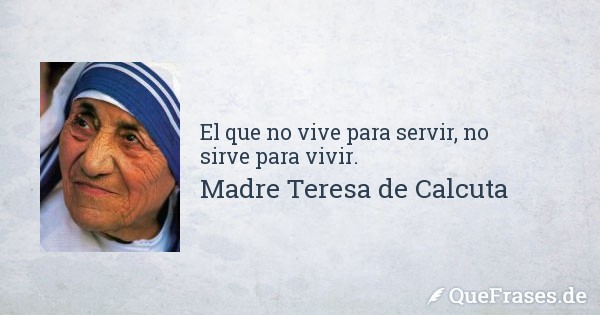 El que no vive para servir, no
sirve para vivir.
Madre Teresa de Calcuta
QueFrases.de